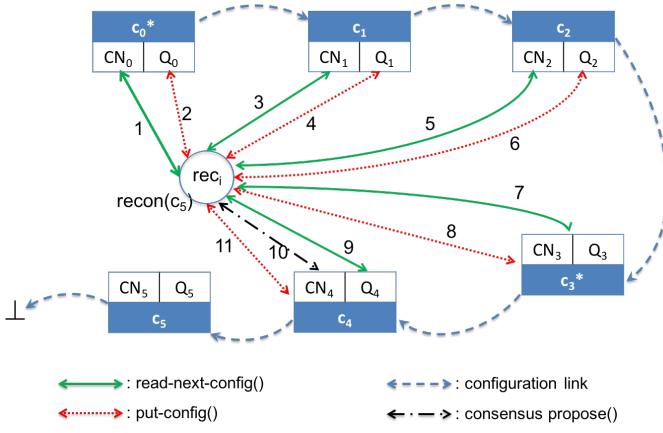 c0* c1 c2
CN0 Q0 CN1 Q1 CN2 Q2
1 2 3 4 5 6
reci
recon(c5)
7
8
11 10 9
CN3 Q3
c3*
CN5 Q5 CN4 Q4
c5 c4
⊥
: read-next-config() : configuration link
: put-config() : consensus propose()